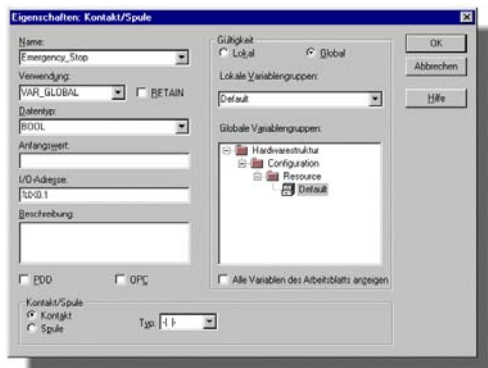 Eigenschaften: Kontakt/Spule
Name:
Emergency_Stop
Verwendung:
VAR_GLOBAL
RETAIN
Datentyp:
BOOL
Anfangswert:
I/O-Adresse:
%IX0.1
Beschreibung:
PDD
OPC
Gültigkeit
Lokal
Global
Lokale Variablengruppen:
Default
Globale Variablengruppen:
Hardwarestruktur
Configuration
Resource
Default
Alle Variablen des Arbeitsblatts anzeigen
OK
Abbrechen
Hilfe
Kontakt/Spule
Kontakt
Spule
Typ: -| |-